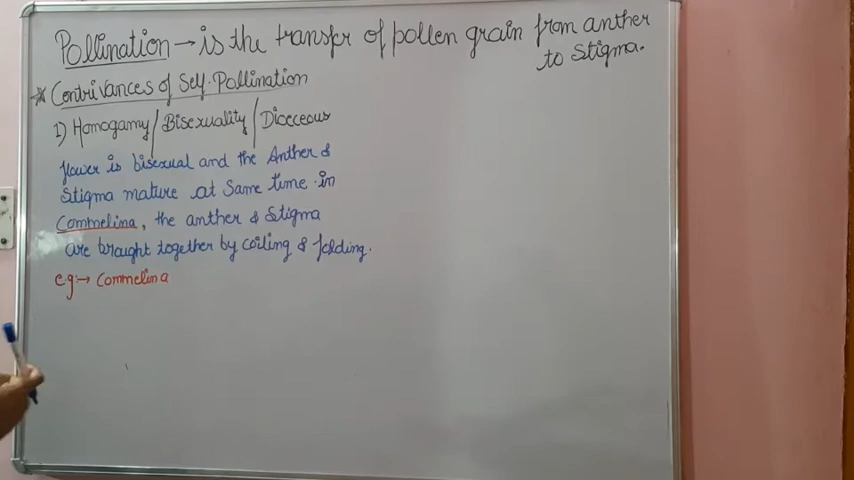 Pollination → is the transfer of pollen grain from anther
to Stigma.
* Contrivances of Self-Pollination
1) Homogamy / Bisexuality / Dioeceous
flower is bisexual and the Anther &
Stigma mature at Same time. in
Commelina, the anther & Stigma
are brought together by coiling & folding.
eg:→ Commelina